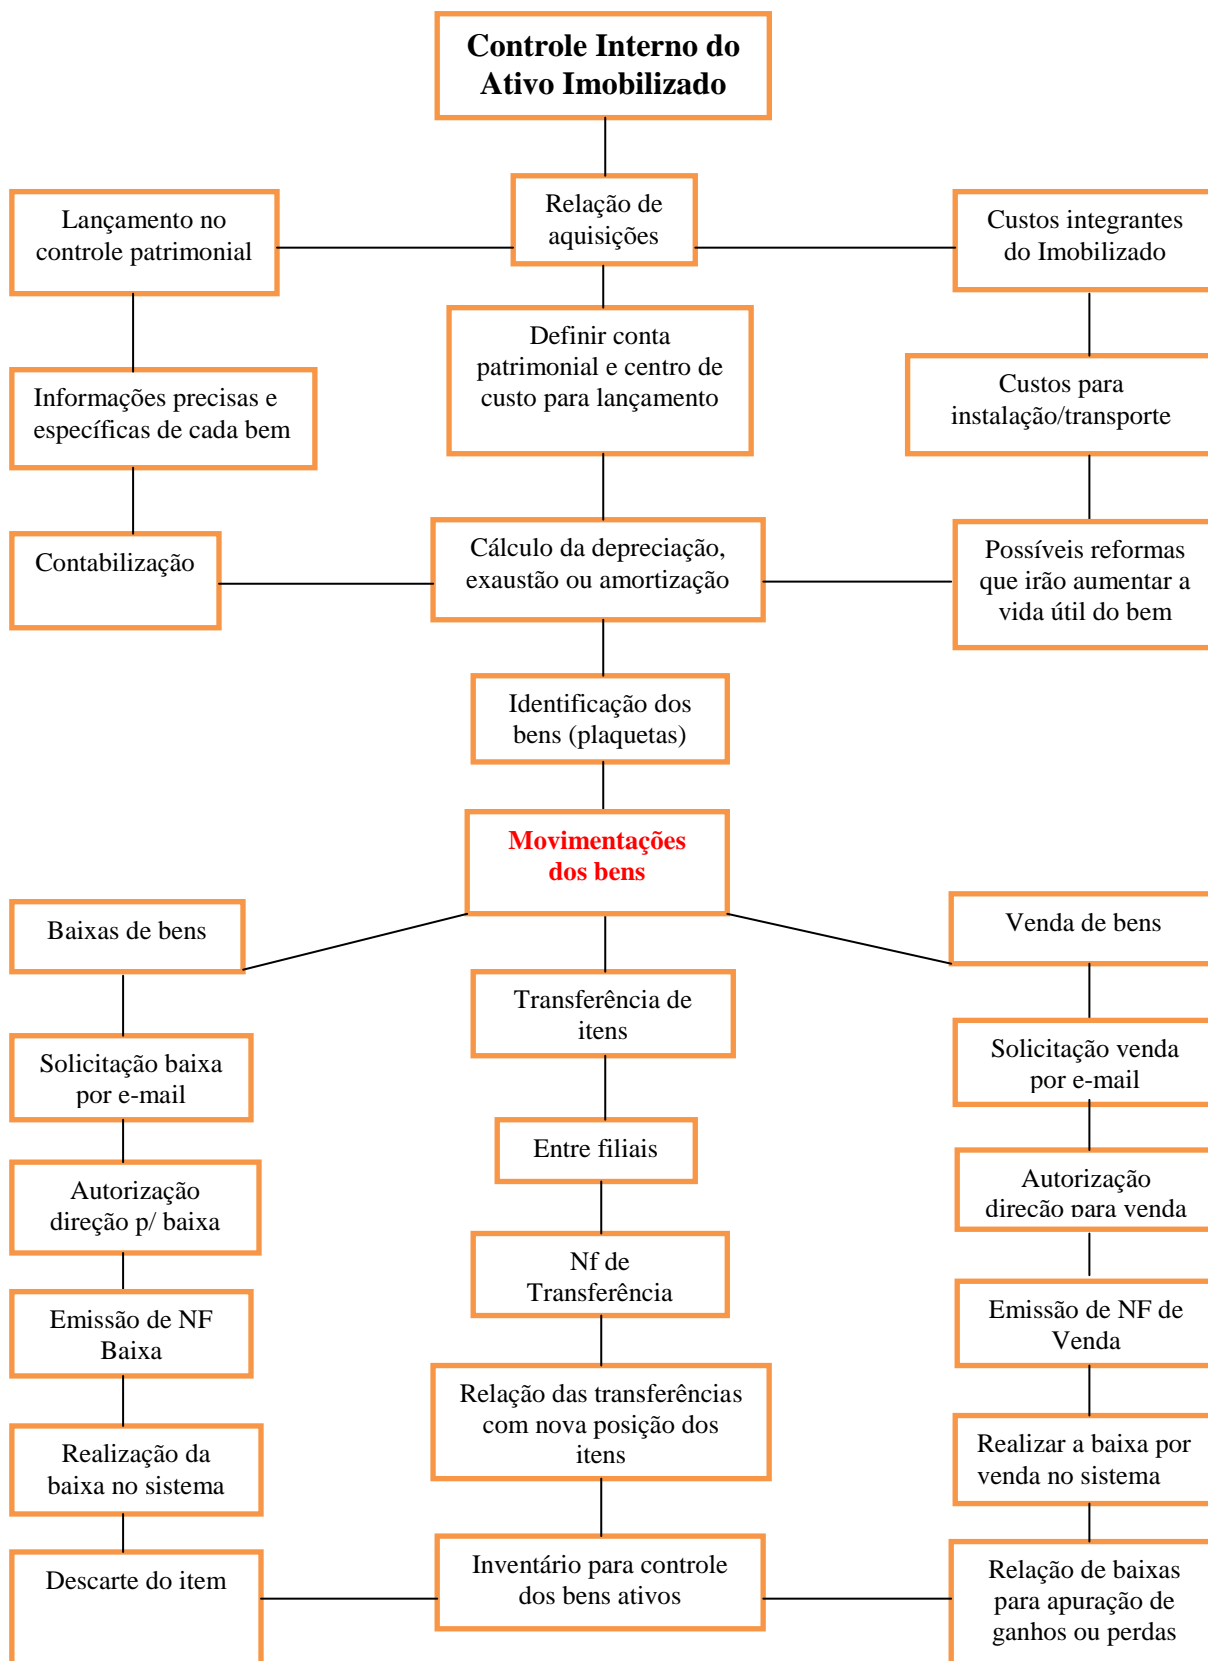 Controle Interno do
Ativo Imobilizado
Lançamento no
controle patrimonial
Relação de
aquisições
Custos integrantes
do Imobilizado
Informações precisas e
específicas de cada bem
Definir conta
patrimonial e centro de
custo para lançamento
Custos para
instalação/transporte
Contabilização
Cálculo da depreciação,
exaustão ou amortização
Possíveis reformas
que irão aumentar a
vida útil do bem
Identificação dos
bens (plaquetas)
Movimentações
dos bens
Baixas de bens
Transferência de
itens
Venda de bens
Solicitação baixa
por e-mail
Entre filiais
Solicitação venda
por e-mail
Autorização
direção p/ baixa
Nf de
Transferência
Autorização
direção para venda
Emissão de NF
Baixa
Relação das transferências
com nova posição dos
itens
Emissão de NF de
Venda
Realização da
baixa no sistema
Realizar a baixa por
venda no sistema
Descarte do item
Inventário para controle
dos bens ativos
Relação de baixas
para apuração de
ganhos ou perdas